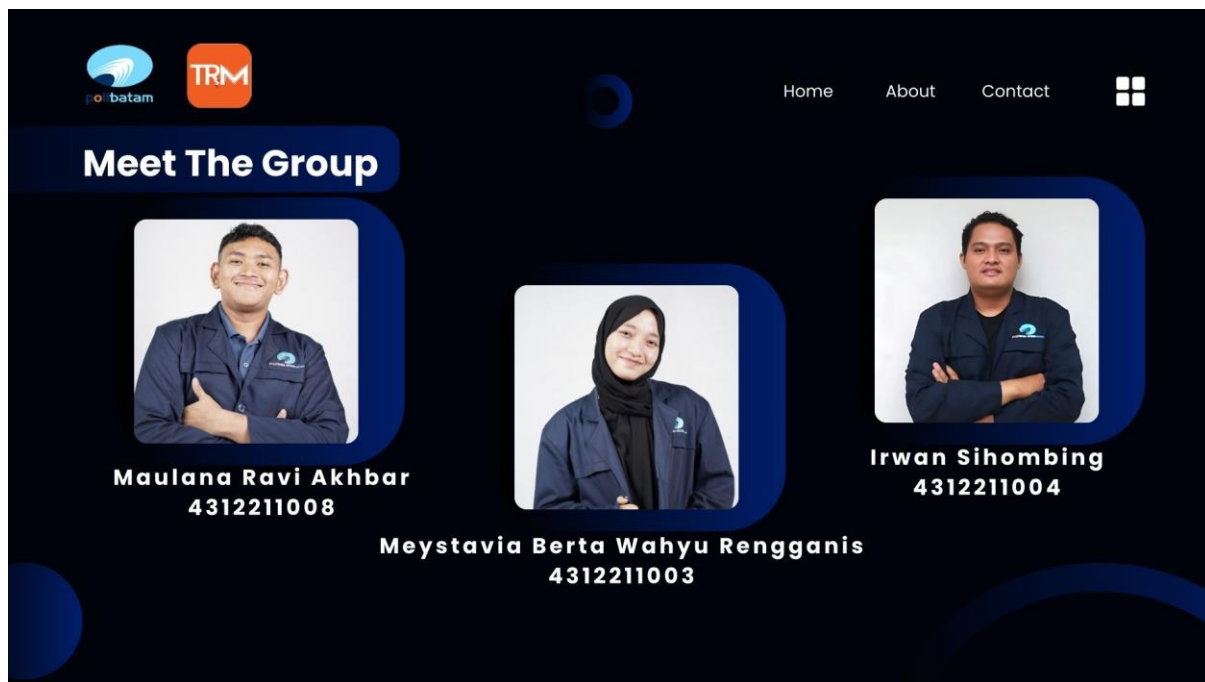 polibatam
TRM
Home
About
Contact
Meet The Group
Maulana Ravi Akhbar
4312211008
Meystavia Berta Wahyu Rengganis
4312211003
Irwan Sihombing
4312211004